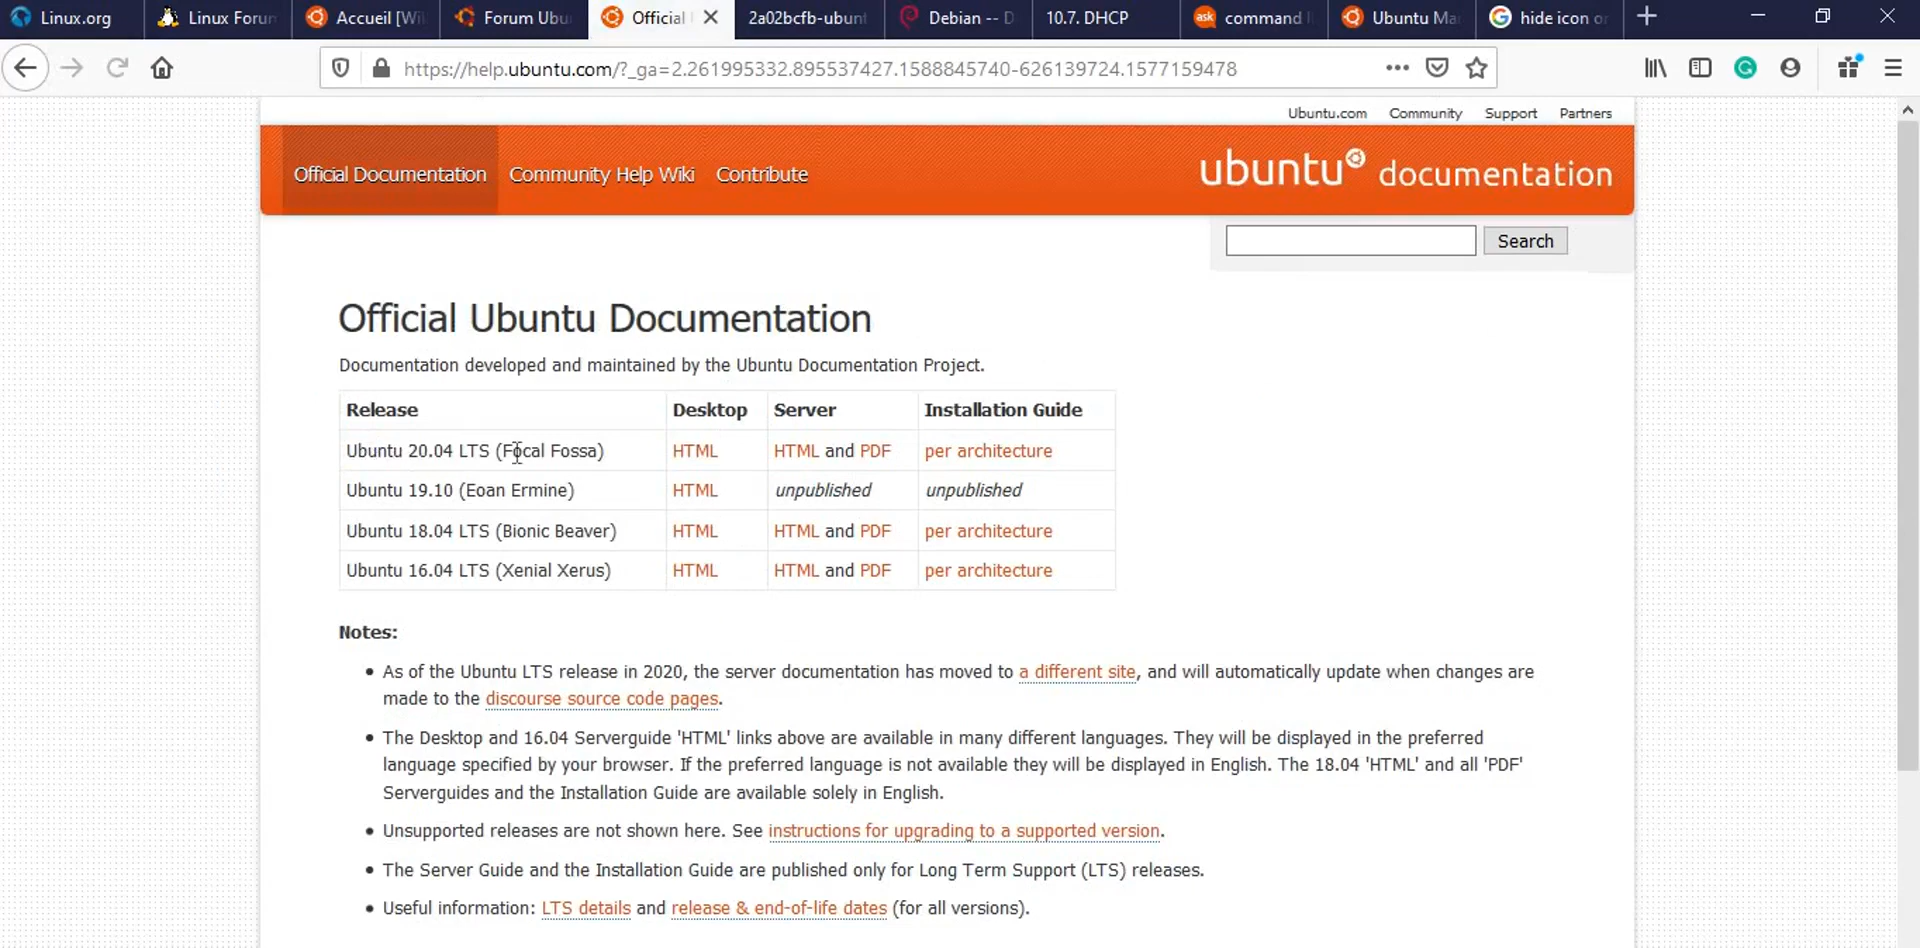 Linux.org
Linux Forum
Accueil [Wi
Forum Ubu
Official
2a02bcfb-ubunt
Debian -- D
10.7. DHCP
ask
command l
Ubuntu Ma
hide icon o
https://help.ubuntu.com/?_ga=2.261995332.895537427.1588845740-626139724.1577159478
Ubuntu.com Community Support Partners
Official Documentation Community Help Wiki Contribute
ubuntu documentation
Search
Official Ubuntu Documentation
Documentation developed and maintained by the Ubuntu Documentation Project.
Release Desktop Server Installation Guide
Ubuntu 20.04 LTS (Focal Fossa) HTML HTML and PDF per architecture
Ubuntu 19.10 (Eoan Ermine) HTML unpublished unpublished
Ubuntu 18.04 LTS (Bionic Beaver) HTML HTML and PDF per architecture
Ubuntu 16.04 LTS (Xenial Xerus) HTML HTML and PDF per architecture
Notes:
• As of the Ubuntu LTS release in 2020, the server documentation has moved to a different site, and will automatically update when changes are
made to the discourse source code pages.
• The Desktop and 16.04 Serverguide 'HTML' links above are available in many different languages. They will be displayed in the preferred
language specified by your browser. If the preferred language is not available they will be displayed in English. The 18.04 'HTML' and all 'PDF'
Serverguides and the Installation Guide are available solely in English.
• Unsupported releases are not shown here. See instructions for upgrading to a supported version.
• The Server Guide and the Installation Guide are published only for Long Term Support (LTS) releases.
• Useful information: LTS details and release & end-of-life dates (for all versions).